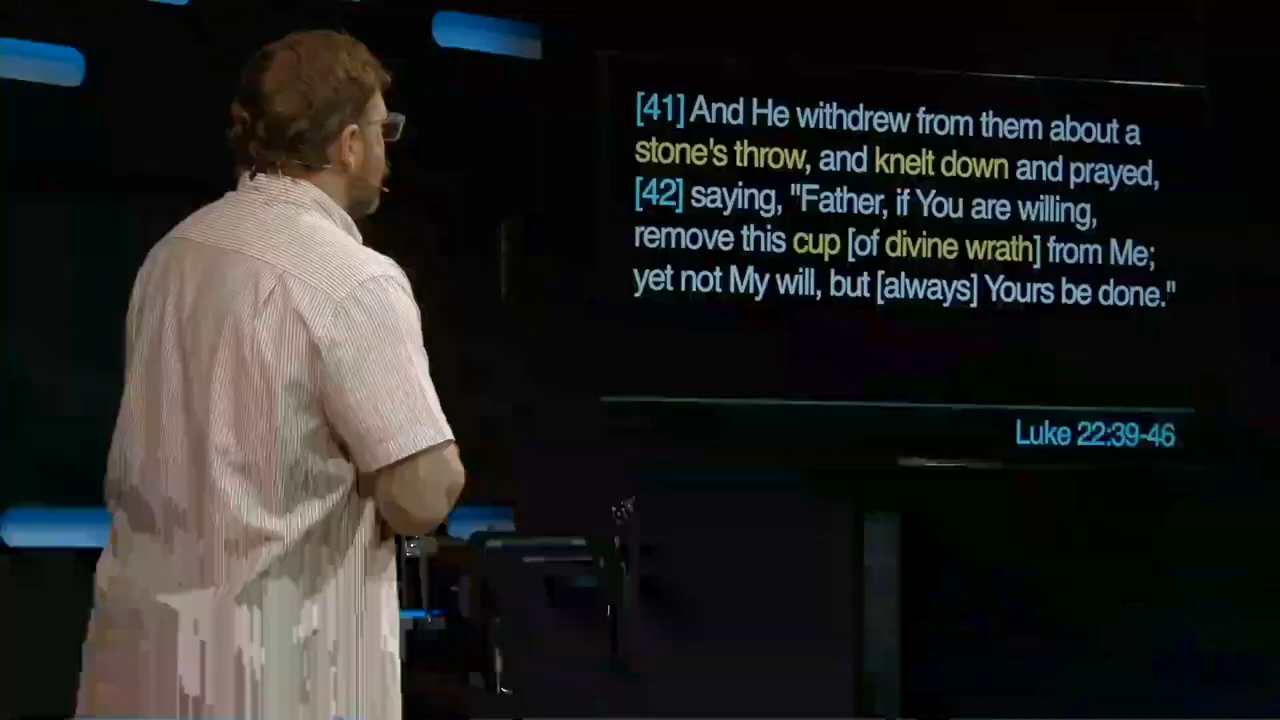 [41] And He withdrew from them about a
stone's throw, and knelt down and prayed,
[42] saying, "Father, if You are willing,
remove this cup [of divine wrath] from Me;
yet not My will, but [always] Yours be done."
Luke 22:39-46